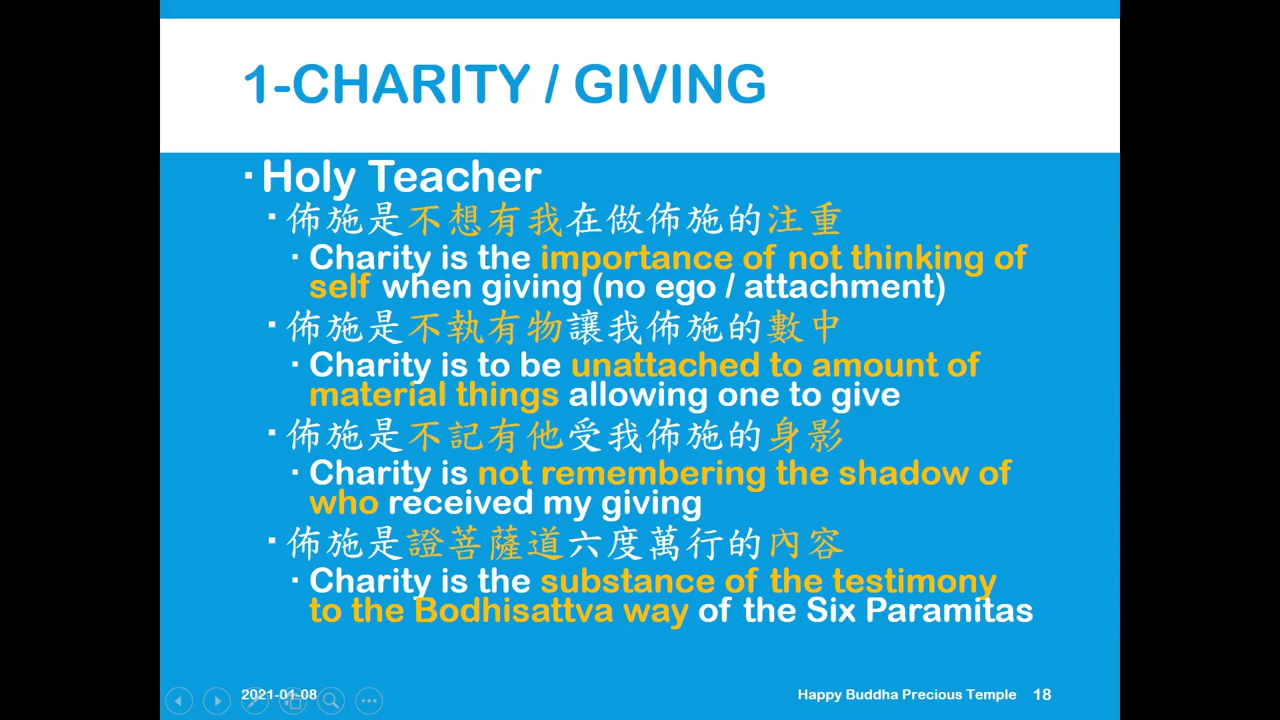 1-CHARITY / GIVING
▪ Holy Teacher
▪ 佈施是不想有我在做佈施的注重
▪ Charity is the importance of not thinking of
self when giving (no ego / attachment)
▪ 佈施是不執有物讓我佈施的數中
▪ Charity is to be unattached to amount of
material things allowing one to give
▪ 佈施是不記有他受我佈施的身影
▪ Charity is not remembering the shadow of
who received my giving
▪ 佈施是證菩薩道六度萬行的內容
▪ Charity is the substance of the testimony
to the Bodhisattva way of the Six Paramitas
2021-01-08
Happy Buddha Precious Temple 18